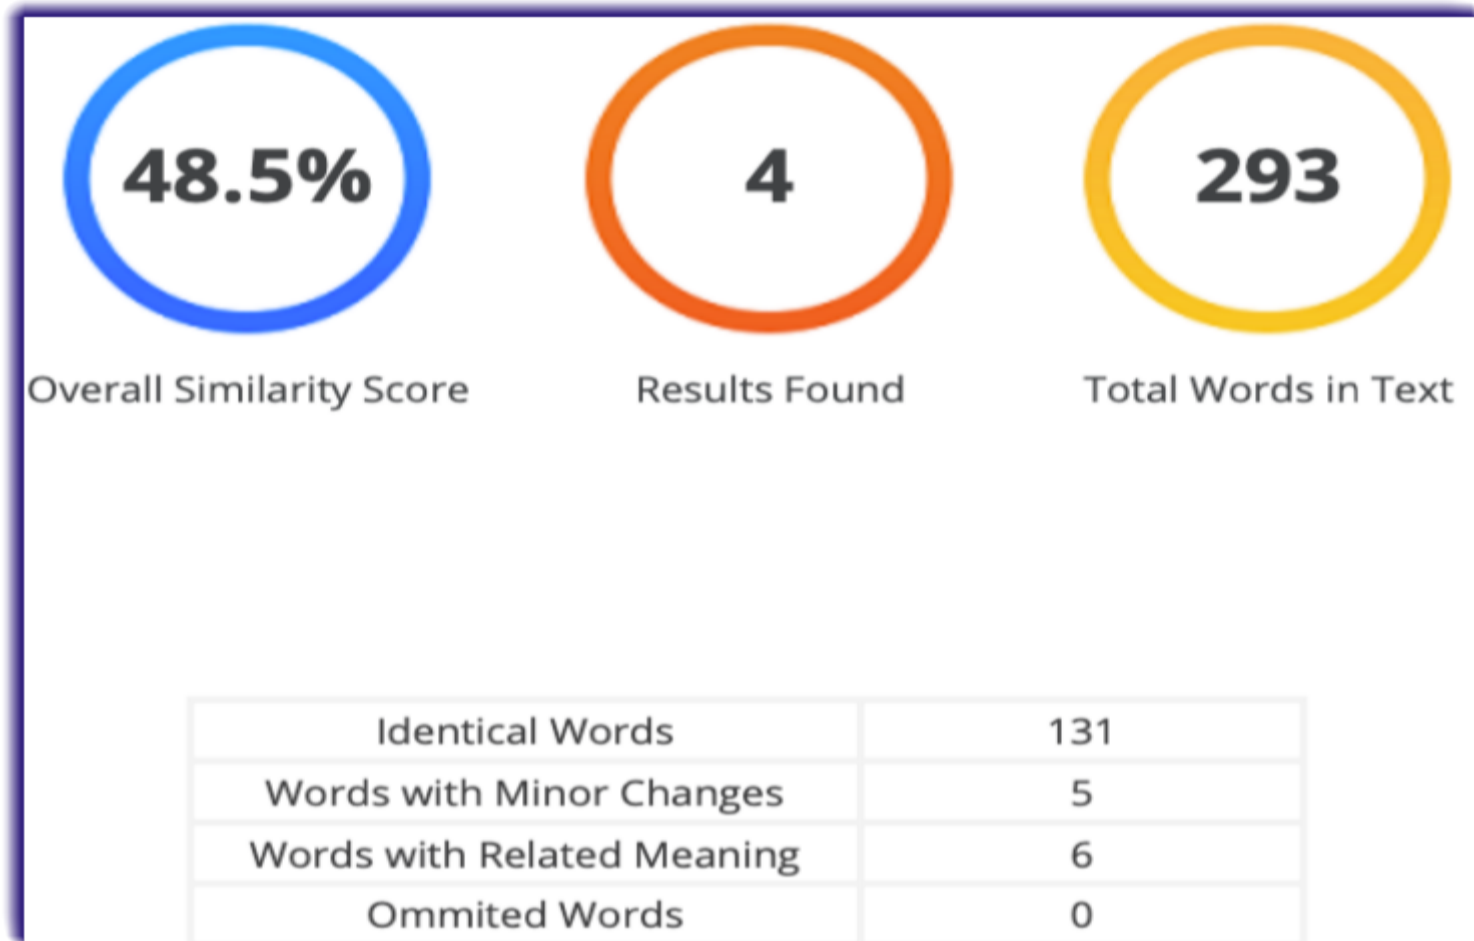 48.5% 4 293
Overall Similarity Score Results Found Total Words in Text
Identical Words 131
Words with Minor Changes 5
Words with Related Meaning 6
Ommited Words 0